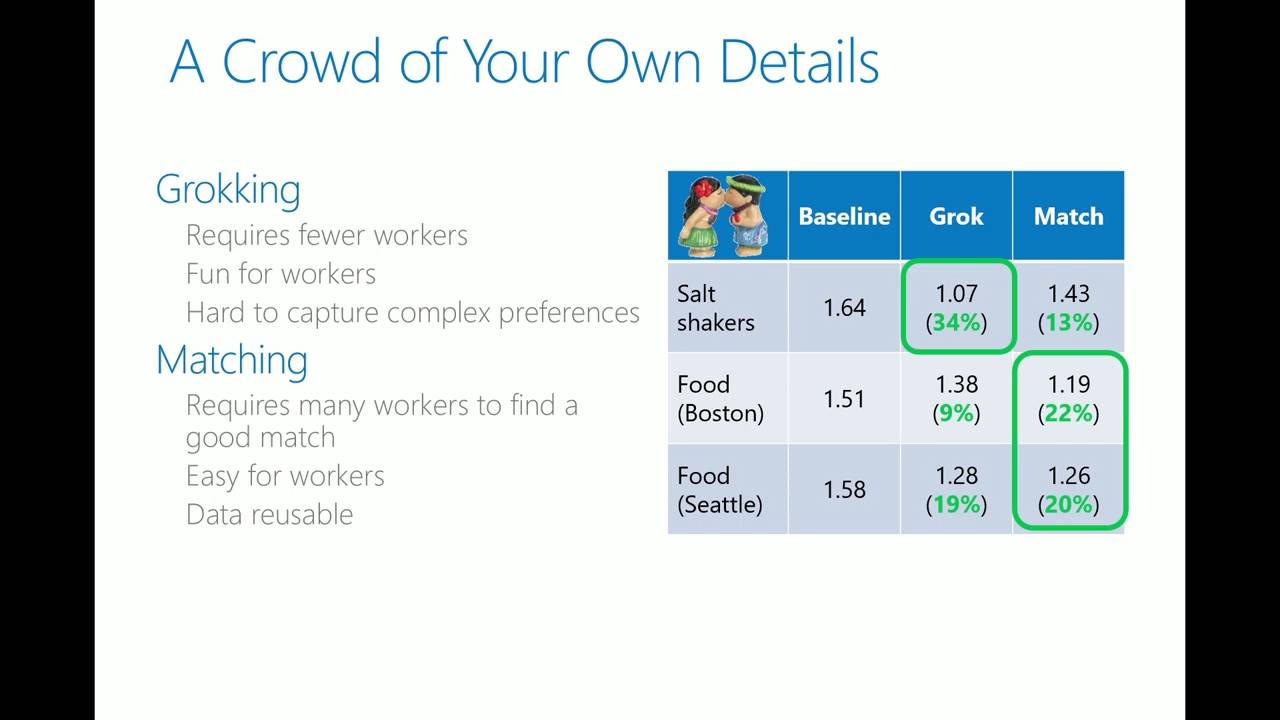 A Crowd of Your Own Details
Grokking
Requires fewer workers
Fun for workers
Hard to capture complex preferences
Matching
Requires many workers to find a
good match
Easy for workers
Data reusable
Baseline Grok Match
Salt
shakers
1.64
1.07
(34%)
1.43
(13%)
Food
(Boston)
1.51
1.38
(9%)
1.19
(22%)
Food
(Seattle)
1.58
1.28
(19%)
1.26
(20%)